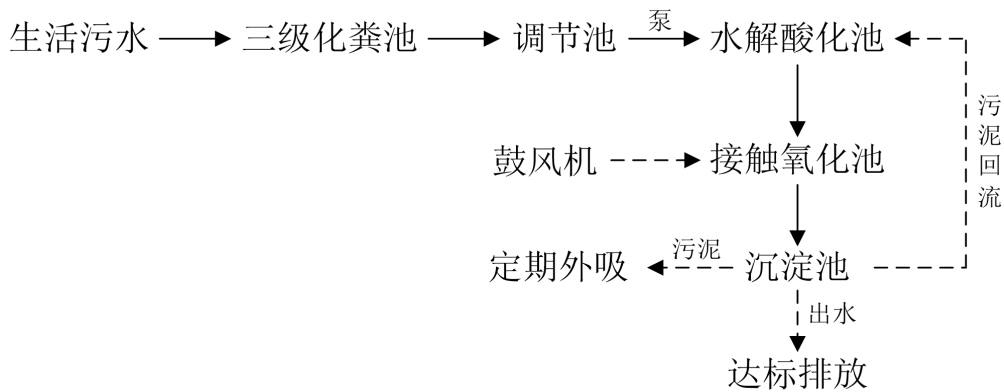 生活污水
三级化粪池
调节池
泵
水解酸化池
污泥回流
鼓风机
接触氧化池
定期外吸
污泥
沉淀池
出水
达标排放